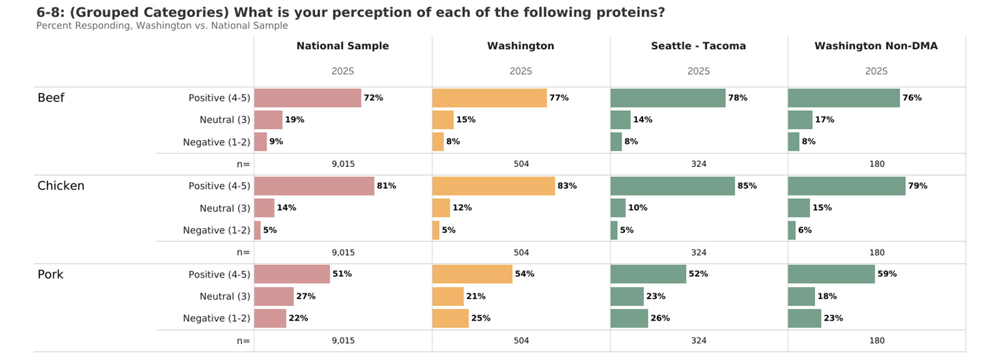 6-8: (Grouped Categories) What is your perception of each of the following proteins?
Percent Responding, Washington vs. National Sample
National Sample Washington Seattle - Tacoma Washington Non-DMA
2025 2025 2025 2025
Beef Positive (4-5) 72% 77% 78% 76%
Neutral (3) 19% 15% 14% 17%
Negative (1-2) 9% 8% 8% 8%
n= 9,015 504 324 180
Chicken Positive (4-5) 81% 83% 85% 79%
Neutral (3) 14% 12% 10% 15%
Negative (1-2) 5% 5% 5% 6%
n= 9,015 504 324 180
Pork Positive (4-5) 51% 54% 52% 59%
Neutral (3) 27% 21% 23% 18%
Negative (1-2) 22% 25% 26% 23%
n= 9,015 504 324 180